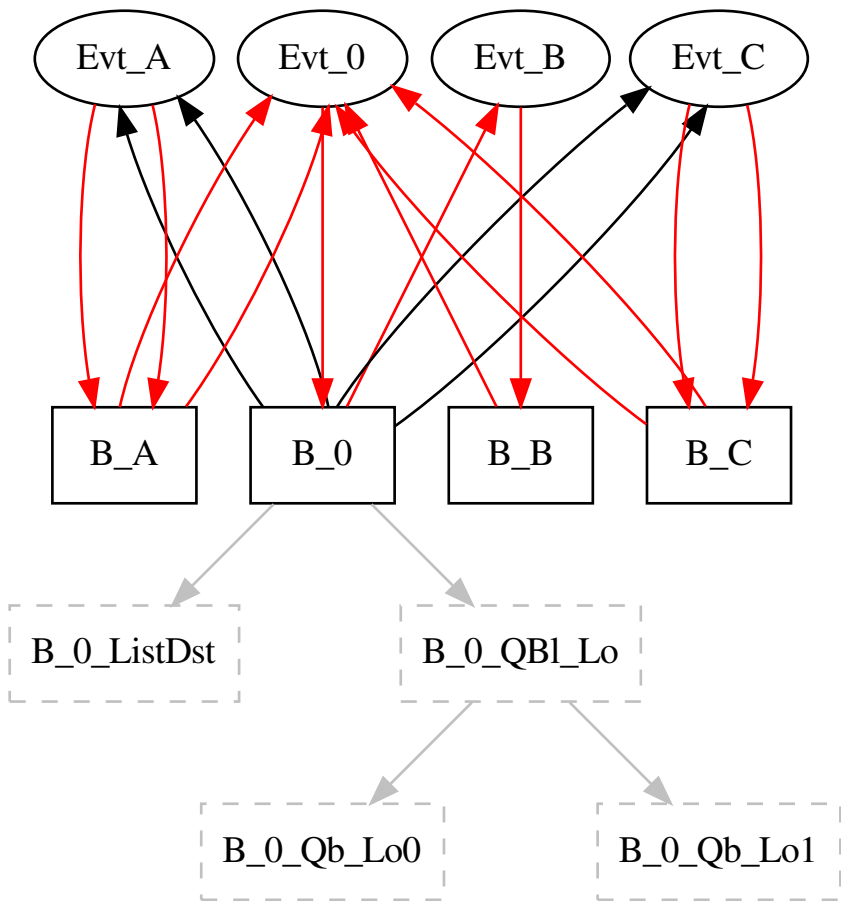 Evt_A
Evt_0
Evt_B
Evt_C
B_A
B_0
B_B
B_C
B_0_ListDst
B_0_QBl_Lo
B_0_Qb_Lo0
B_0_Qb_Lo1